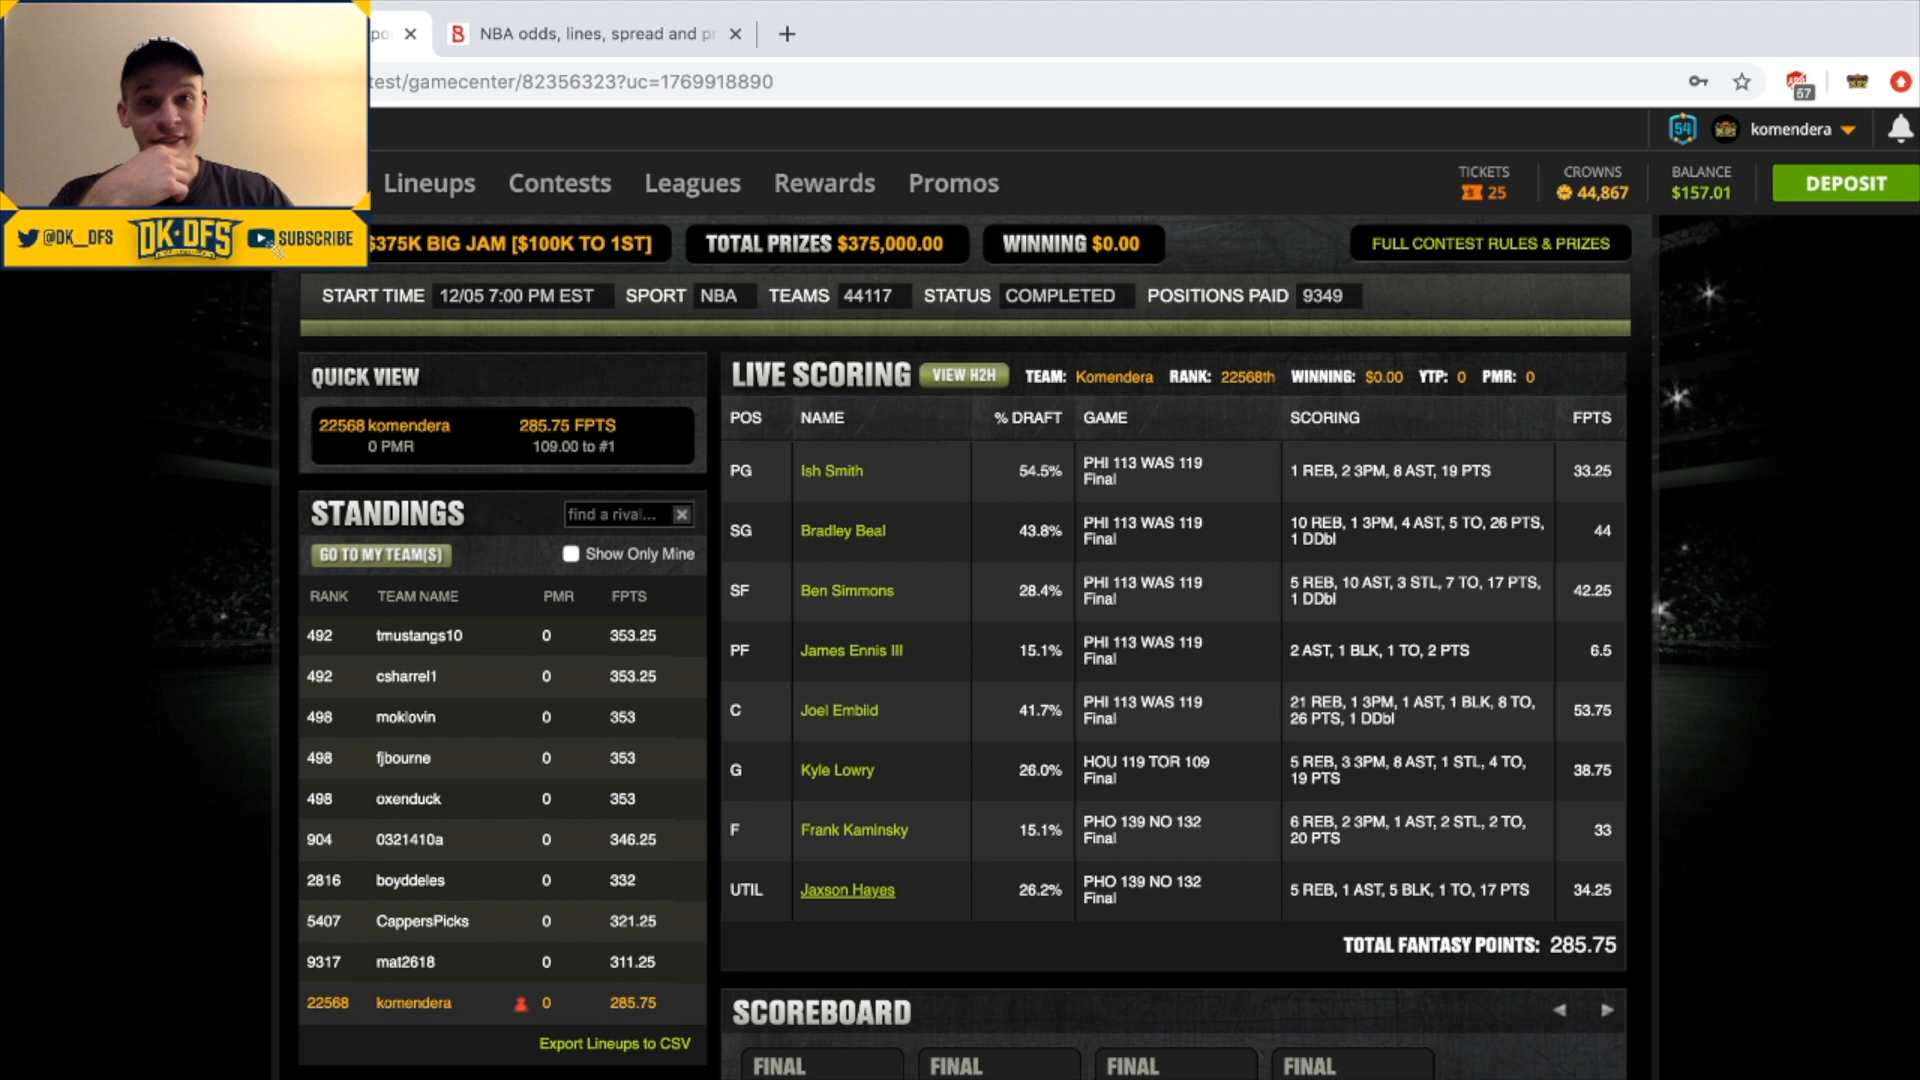 po
NBA odds, lines, spread and pr
test/gamecenter/82356323?uc=1769918890
57
54
komendera
Lineups
Contests
Leagues
Rewards
Promos
TICKETS
25
CROWNS
44,867
BALANCE
$157.01
DEPOSIT
@DK__DFS
DK DFS
SUBSCRIBE
$375K BIG JAM [$100K TO 1ST]
TOTAL PRIZES $375,000.00
WINNING $0.00
FULL CONTEST RULES & PRIZES
START TIME 12/05 7:00 PM EST SPORT NBA TEAMS 44117 STATUS COMPLETED POSITIONS PAID 9349
QUICK VIEW
22568 komendera 285.75 FPTS
0 PMR 109.00 to #1
STANDINGS
find a rival...
GO TO MY TEAM(S)
Show Only Mine
RANK TEAM NAME PMR FPTS
492 tmustangs10 0 353.25
492 csharrel1 0 353.25
498 moklovin 0 353
498 fjbourne 0 353
498 oxenduck 0 353
904 0321410a 0 346.25
2816 boyddeles 0 332
5407 CappersPicks 0 321.25
9317 mat2618 0 311.25
22568 komendera 0 285.75
Export Lineups to CSV
LIVE SCORING VIEW H2H TEAM: Komendera RANK: 22568th WINNING: $0.00 YTP: 0 PMR: 0
POS NAME % DRAFT GAME SCORING FPTS
PG Ish Smith 54.5% PHI 113 WAS 119 1 REB, 2 3PM, 8 AST, 19 PTS 33.25
Final
SG Bradley Beal 43.8% PHI 113 WAS 119 10 REB, 1 3PM, 4 AST, 5 TO, 26 PTS, 44
Final 1 DDbl
SF Ben Simmons 28.4% PHI 113 WAS 119 5 REB, 10 AST, 3 STL, 7 TO, 17 PTS, 42.25
Final 1 DDbl
PF James Ennis III 15.1% PHI 113 WAS 119 2 AST, 1 BLK, 1 TO, 2 PTS 6.5
Final
C Joel Embiid 41.7% PHI 113 WAS 119 21 REB, 1 3PM, 1 AST, 1 BLK, 8 TO, 53.75
Final 26 PTS, 1 DDbl
G Kyle Lowry 26.0% HOU 119 TOR 109 5 REB, 3 3PM, 8 AST, 1 STL, 4 TO, 38.75
Final 19 PTS
F Frank Kaminsky 15.1% PHO 139 NO 132 6 REB, 2 3PM, 1 AST, 2 STL, 2 TO, 33
Final 20 PTS
UTIL Jaxson Hayes 26.2% PHO 139 NO 132 5 REB, 1 AST, 5 BLK, 1 TO, 17 PTS 34.25
Final
TOTAL FANTASY POINTS: 285.75
SCOREBOARD
FINAL FINAL FINAL FINAL